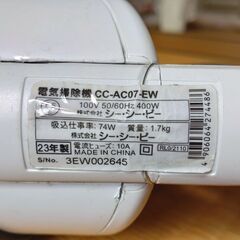 電気掃除機 CC-AC07-EW
100V 50/60Hz 400W
株式会社 シー・シー・ピー
吸込仕事率:74W 質量:1.7kg
株式会社 シー・シー・ピー
23年製
電流ヒューズ:10A
MADE IN CHINA
S/No. 3EW002645
4906064274486